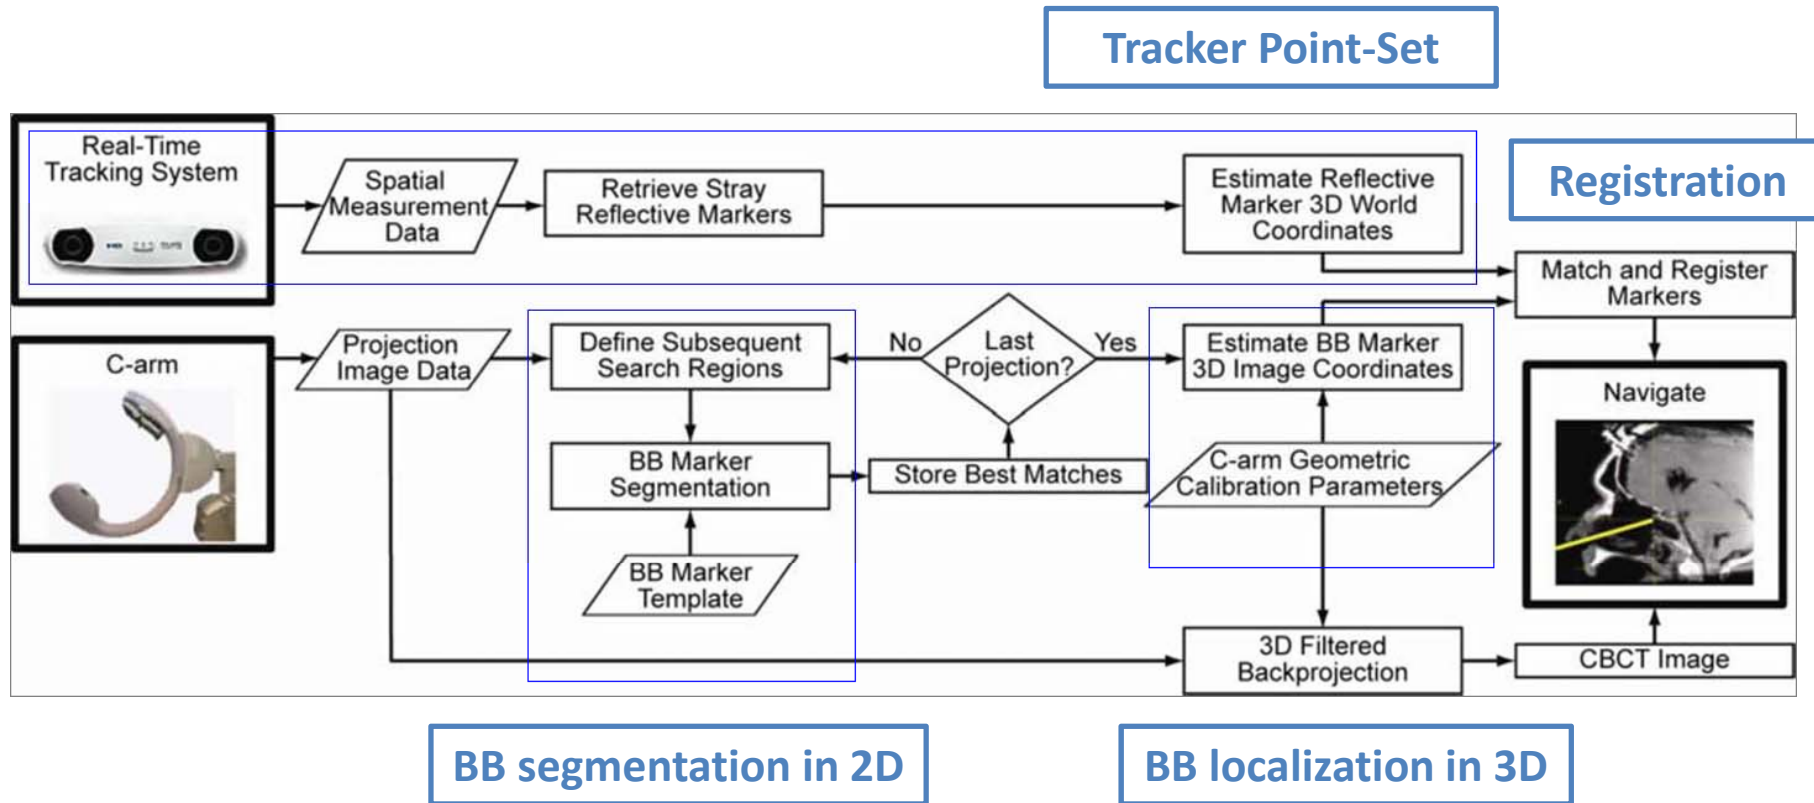 Tracker Point-Set
Real-Time
Tracking System
Spatial
Measurement
Data
Retrieve Stray
Reflective Markers
Estimate Reflective
Marker 3D World
Coordinates
Registration
Match and Register
Markers
C-arm
Projection
Image Data
Define Subsequent
Search Regions
No
Last
Projection?
Yes
Estimate BB Marker
3D Image Coordinates
Navigate
BB Marker
Segmentation
Store Best Matches
C-arm Geometric
Calibration Parameters
BB Marker
Template
3D Filtered
Backprojection
CBCT Image
BB segmentation in 2D
BB localization in 3D